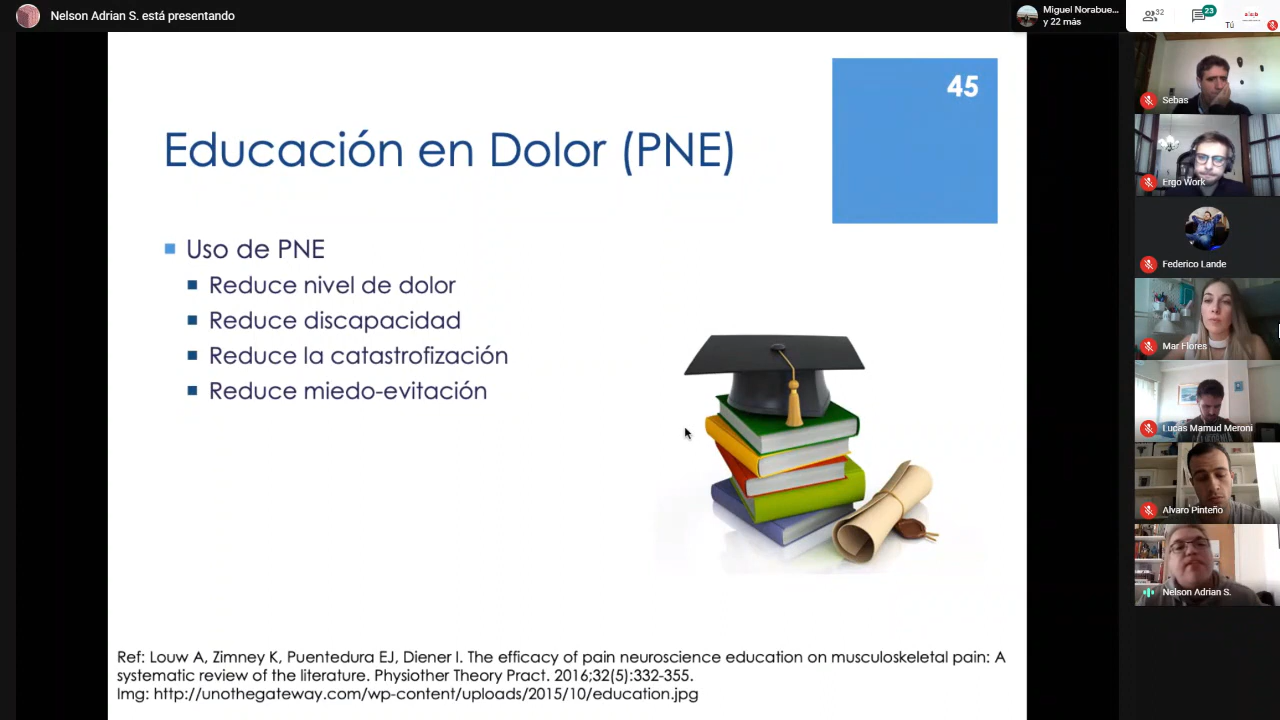 Nelson Adrian S. está presentando
Miguel Norabue...
y 22 más
32
23
Tú
45
Educación en Dolor (PNE)
Uso de PNE
Reduce nivel de dolor
Reduce discapacidad
Reduce la catastrofización
Reduce miedo-evitación
Ref: Louw A, Zimney K, Puentedura EJ, Diener I. The efficacy of pain neuroscience education on musculoskeletal pain: A
systematic review of the literature. Physiother Theory Pract. 2016;32(5):332-355.
Img: http://unothegateway.com/wp-content/uploads/2015/10/education.jpg
Sebas
Ergo Work
Federico Lande
Mar Flores
Lucas Mamud Meroni
Alvaro Pinteño
Nelson Adrian S.